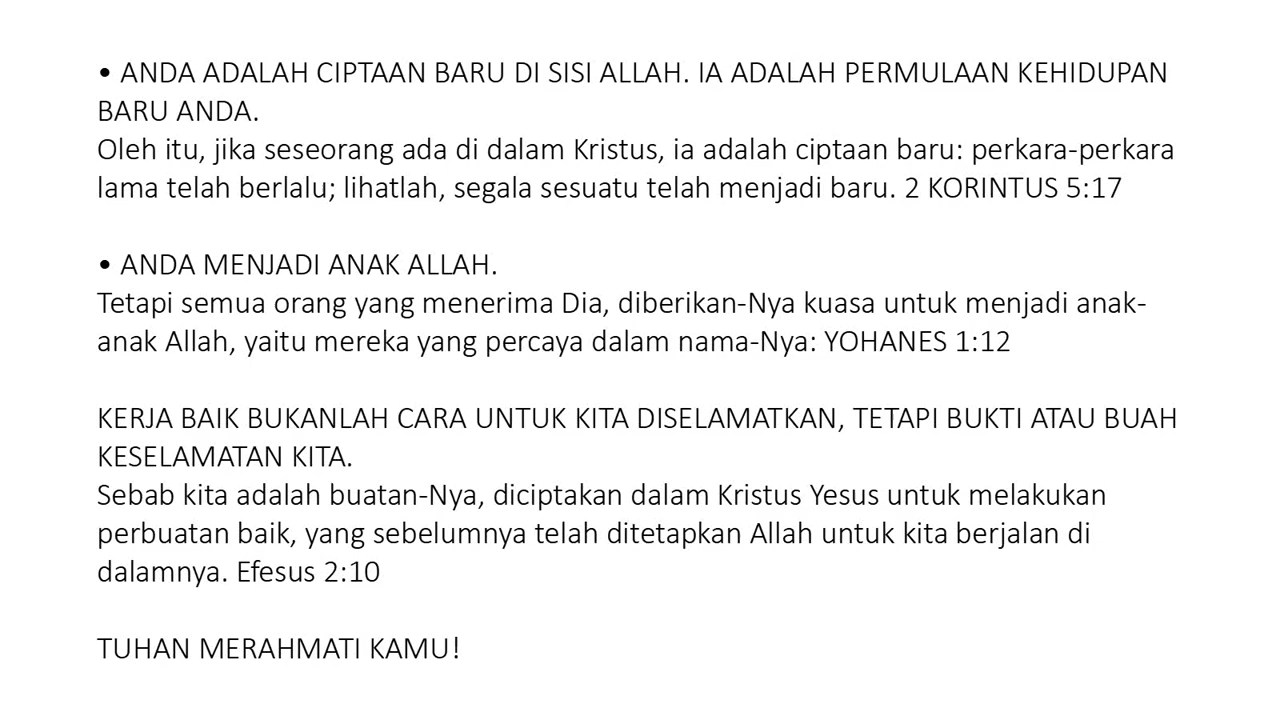 • ANDA ADALAH CIPTAAN BARU DI SISI ALLAH. IA ADALAH PERMULAAN KEHIDUPAN
BARU ANDA.
Oleh itu, jika seseorang ada di dalam Kristus, ia adalah ciptaan baru: perkara-perkara
lama telah berlalu; lihatlah, segala sesuatu telah menjadi baru. 2 KORINTUS 5:17
• ANDA MENJADI ANAK ALLAH.
Tetapi semua orang yang menerima Dia, diberikan-Nya kuasa untuk menjadi anak-
anak Allah, yaitu mereka yang percaya dalam nama-Nya: YOHANES 1:12
KERJA BAIK BUKANLAH CARA UNTUK KITA DISELAMATKAN, TETAPI BUKTI ATAU BUAH
KESELAMATAN KITA.
Sebab kita adalah buatan-Nya, diciptakan dalam Kristus Yesus untuk melakukan
perbuatan baik, yang sebelumnya telah ditetapkan Allah untuk kita berjalan di
dalamnya. Efesus 2:10
TUHAN MERAHMATI KAMU!